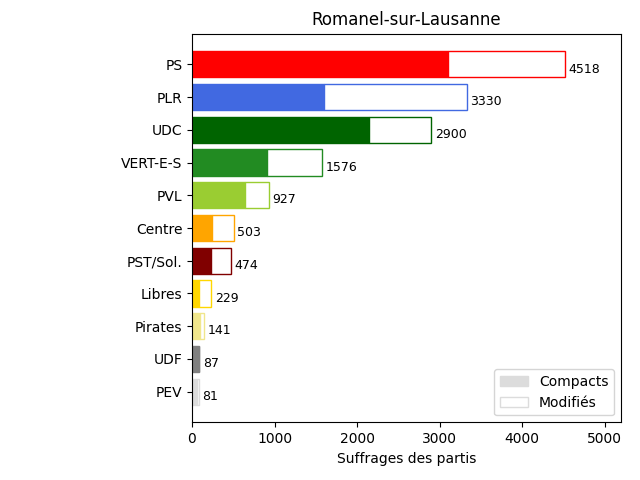 Romanel-sur-Lausanne
PS 4518
PLR 3330
UDC 2900
VERT-E-S 1576
PVL 927
Centre 503
PST/Sol. 474
Libres 229
Pirates 141
UDF 87
PEV 81
Compacts
Modifiés
0 1000 2000 3000 4000 5000
Suffrages des partis